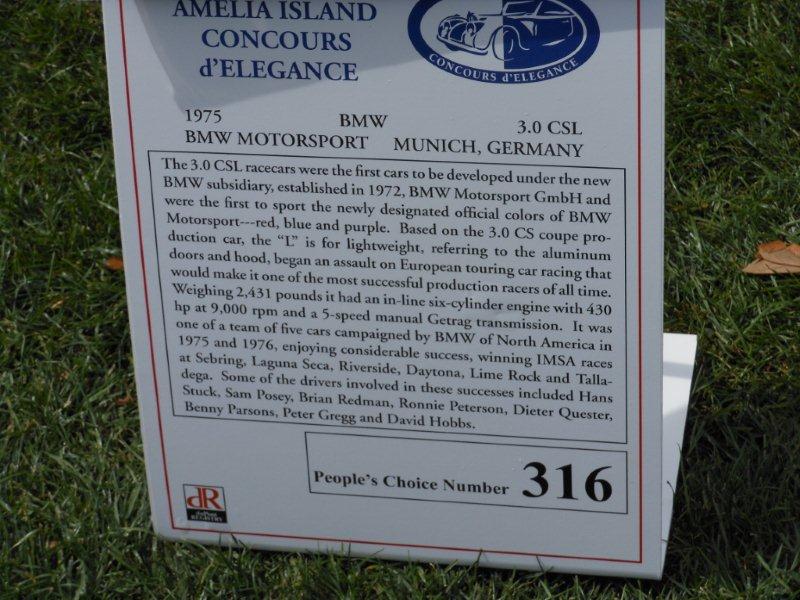 AMELIA ISLAND
CONCOURS
d'ELEGANCE
CONCOURS d'ELEGANCE
1975 BMW 3.0 CSL
BMW MOTORSPORT MUNICH, GERMANY
The 3.0 CSL racecars were the first cars to be developed under the new
BMW subsidiary, established in 1972, BMW Motorsport GmbH and
were the first to sport the newly designated official colors of BMW
Motorsport---red, blue and purple. Based on the 3.0 CS coupe pro-
duction car, the "L" is for lightweight, referring to the aluminum
doors and hood, began an assault on European touring car racing that
would make it one of the most successful production racers of all time.
Weighing 2,431 pounds it had an in-line six-cylinder engine with 430
hp at 9,000 rpm and a 5-speed manual Getrag transmission. It was
one of a team of five cars campaigned by BMW of North America in
1975 and 1976, enjoying considerable success, winning IMSA races
at Sebring, Laguna Seca, Riverside, Daytona, Lime Rock and Talla-
dega. Some of the drivers involved in these successes included Hans
Stuck, Sam Posey, Brian Redman, Ronnie Peterson, Dieter Quester,
Benny Parsons, Peter Gregg and David Hobbs.
People's Choice Number 316
dR
duPont
REGISTRY